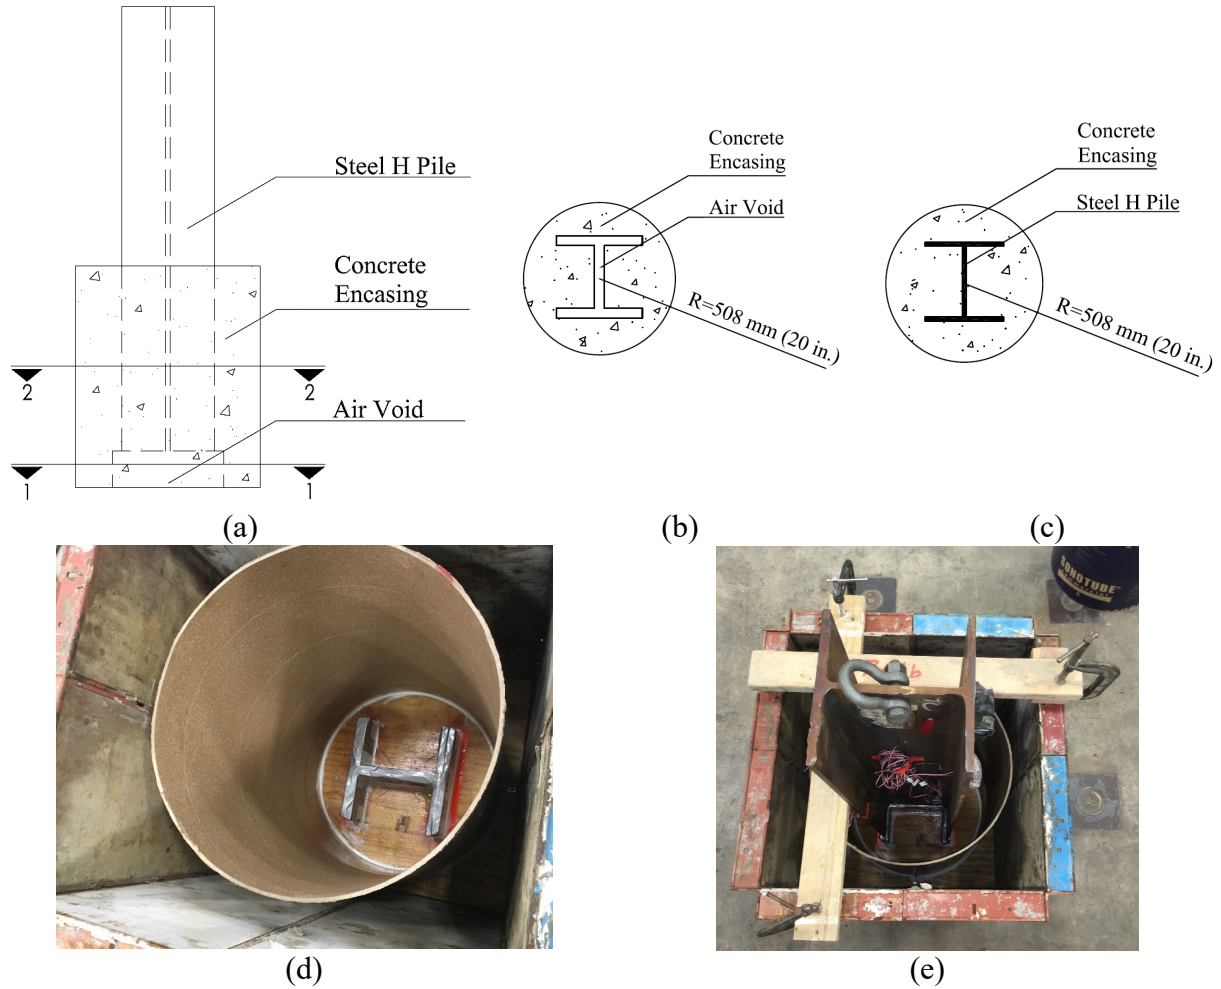 Steel H Pile
Concrete
Encasing
Air Void
2 2
1 1
(a)
Concrete
Encasing
Air Void
R=508 mm (20 in.)
(b)
Concrete
Encasing
Steel H Pile
R=508 mm (20 in.)
(c)
(d)
SONOTUBE
(e)